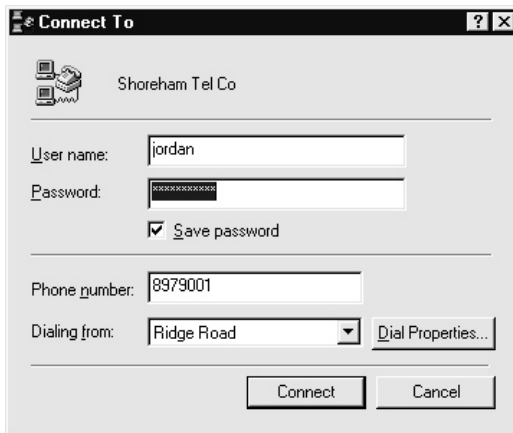 Connect To
Shoreham Tel Co
User name: jordan
Password: ***********
Save password
Phone number: 8979001
Dialing from: Ridge Road Dial Properties...
Connect Cancel